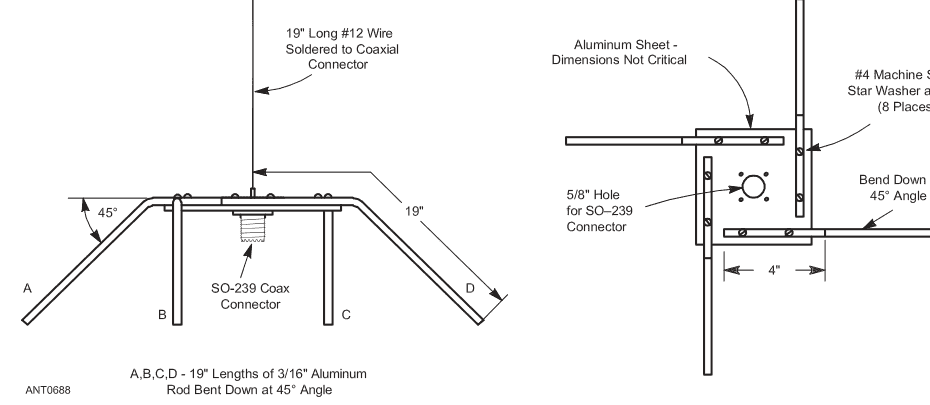 19" Long #12 Wire
Soldered to Coaxial
Connector
45°
19"
A
B
SO-239 Coax
Connector
C
D
A,B,C,D - 19" Lengths of 3/16" Aluminum
Rod Bent Down at 45° Angle
ANT0688
Aluminum Sheet -
Dimensions Not Critical
#4 Machine S
Star Washer a
(8 Places
5/8" Hole
for SO–239
Connector
Bend Down
45° Angle
4"